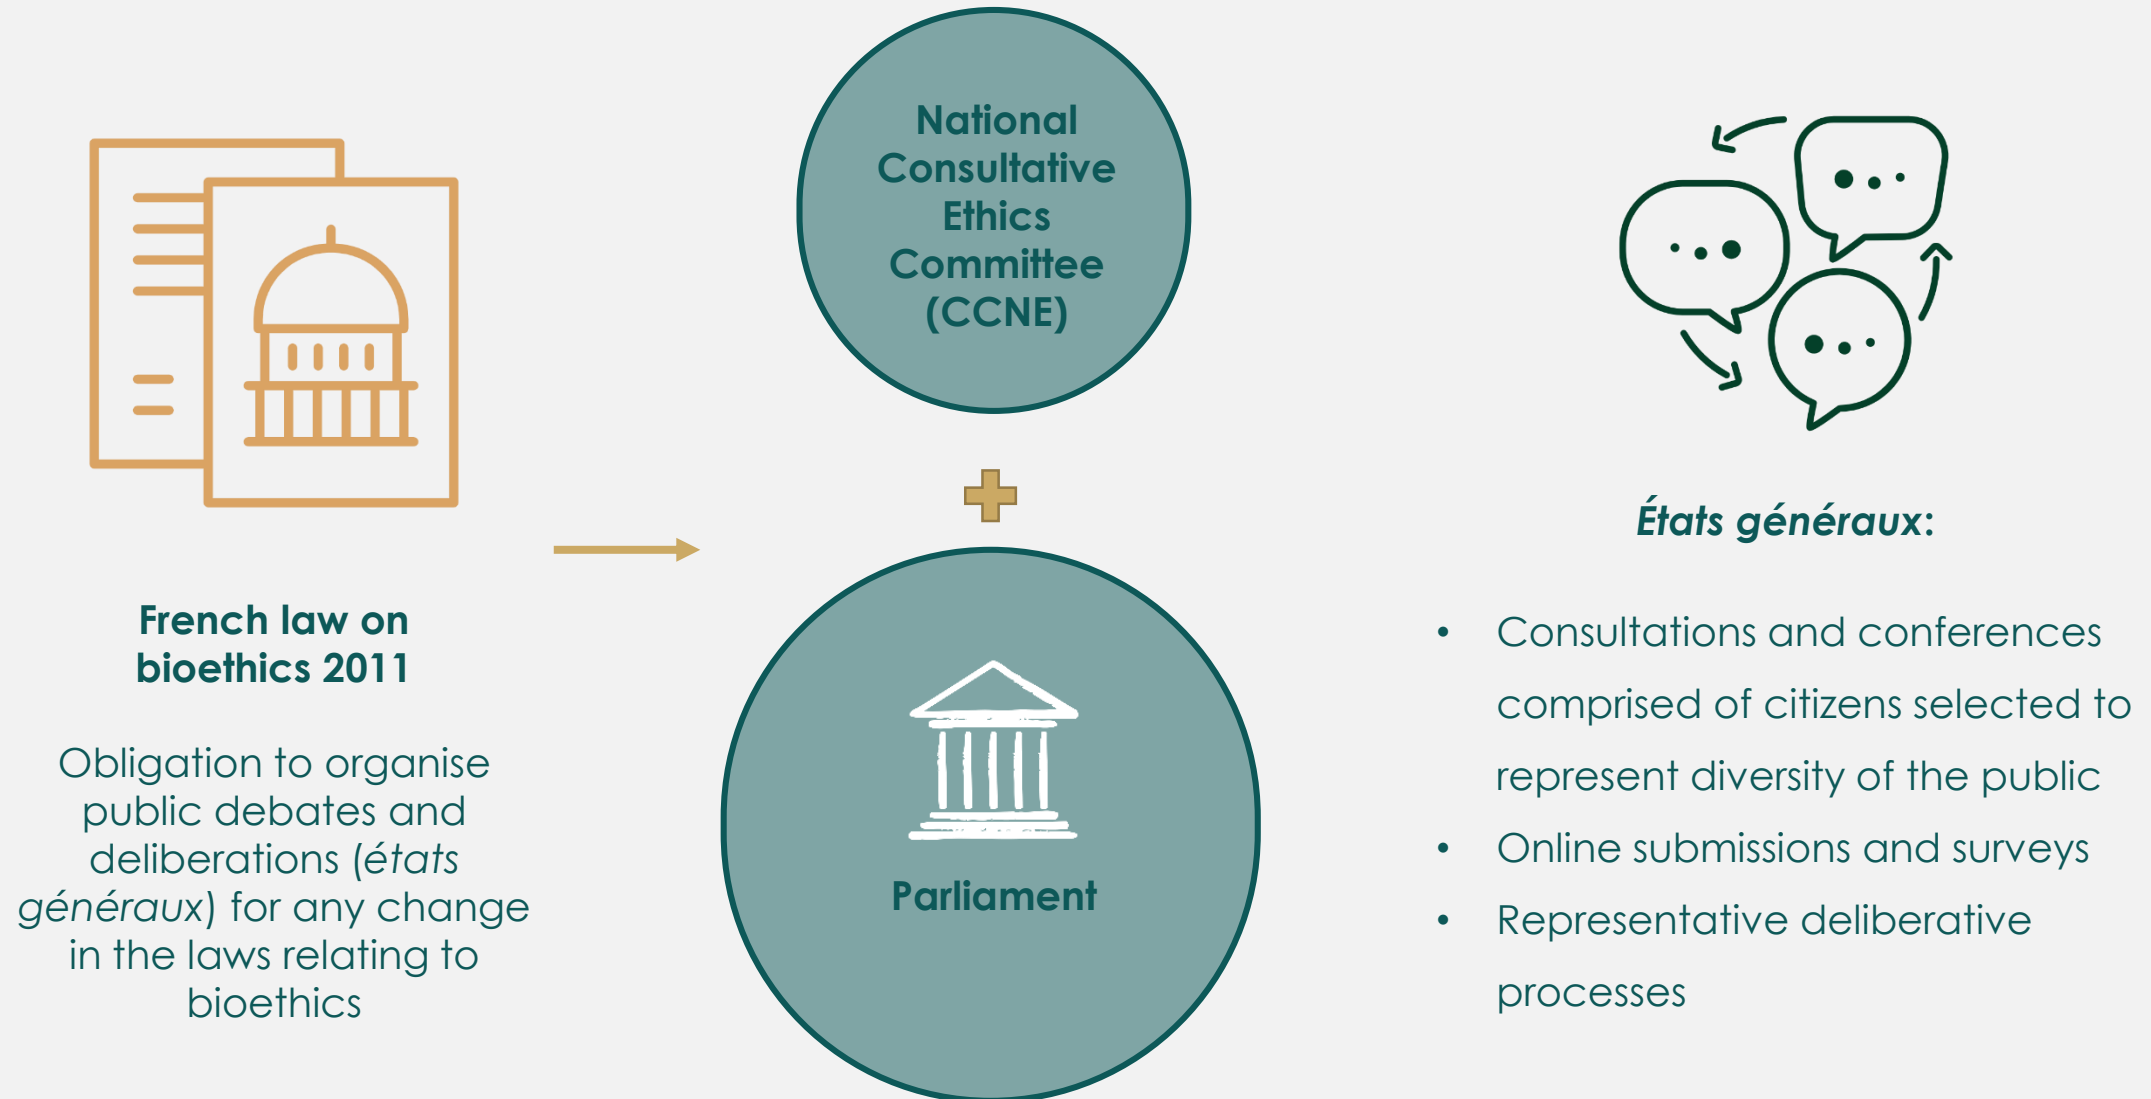 French law on
bioethics 2011
Obligation to organise
public debates and
deliberations (états
généraux) for any change
in the laws relating to
bioethics
National
Consultative
Ethics
Committee
(CCNE)
Parliament
États généraux:
• Consultations and conferences
comprised of citizens selected to
represent diversity of the public
• Online submissions and surveys
• Representative deliberative
processes